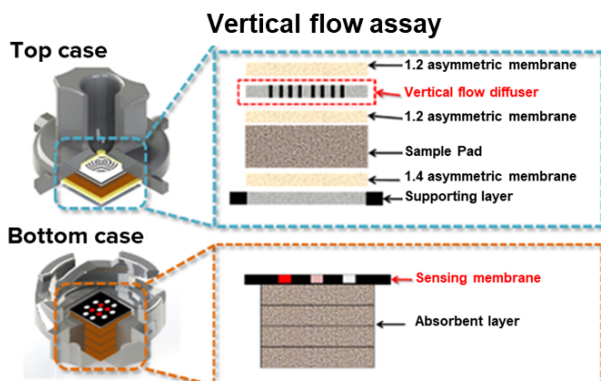 Vertical flow assay
Top case
1.2 asymmetric membrane
Vertical flow diffuser
1.2 asymmetric membrane
Sample Pad
1.4 asymmetric membrane
Supporting layer
Bottom case
Sensing membrane
Absorbent layer